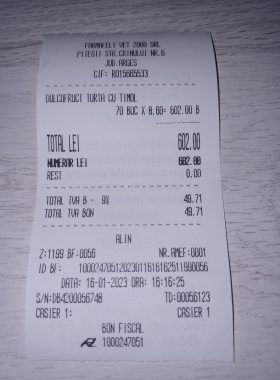 FARMAFELY VET 2000 SRL
PITESTI STR.CRINULUI NR.6
JUD.ARGES
CIF: RO15665533
DULCOFRUCT TURTA CU TIMOL
70 BUC X 8.60= 602.00 B
TOTAL LEI 602.00
NUMERAR LEI 602.00
REST 0.00
TOTAL TVA B - 9% 49.71
TOTAL TVA BON 49.71
ALIN
Z:1199 BF:0056 NR.AMEF:0001
ID BF: 10002470512023011616162511990056
DATA: 16-01-2023 ORA: 16:16:25
S/N:DB4200056748 TD:00056123
CASIER 1: CASIER 1
BON FISCAL
1000247051